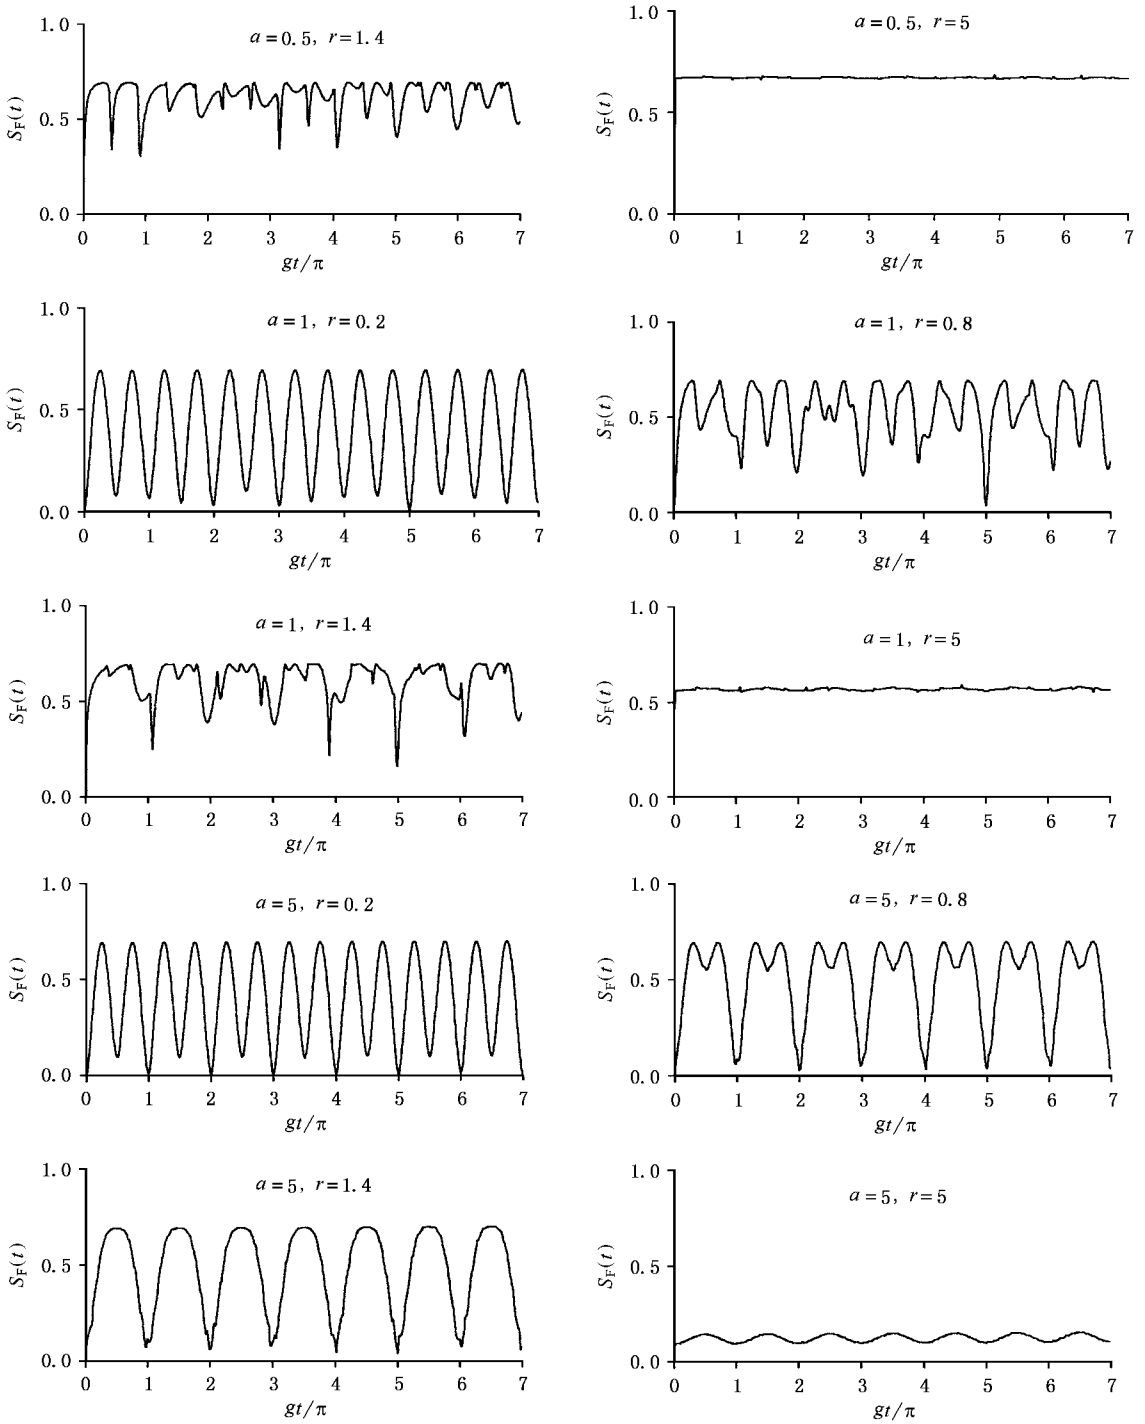 a=0.5, r=1.4
1.0
0.5
0.0
S_F(t)
0 1 2 3 4 5 6 7
gt/π
a=0.5, r=5
1.0
0.5
0.0
S_F(t)
0 1 2 3 4 5 6 7
gt/π
a=1, r=0.2
1.0
0.5
0.0
S_F(t)
0 1 2 3 4 5 6 7
gt/π
a=1, r=0.8
1.0
0.5
0.0
S_F(t)
0 1 2 3 4 5 6 7
gt/π
a=1, r=1.4
1.0
0.5
0.0
S_F(t)
0 1 2 3 4 5 6 7
gt/π
a=1, r=5
1.0
0.5
0.0
S_F(t)
0 1 2 3 4 5 6 7
gt/π
a=5, r=0.2
1.0
0.5
0.0
S_F(t)
0 1 2 3 4 5 6 7
gt/π
a=5, r=0.8
1.0
0.5
0.0
S_F(t)
0 1 2 3 4 5 6 7
gt/π
a=5, r=1.4
1.0
0.5
0.0
S_F(t)
0 1 2 3 4 5 6 7
gt/π
a=5, r=5
1.0
0.5
0.0
S_F(t)
0 1 2 3 4 5 6 7
gt/π